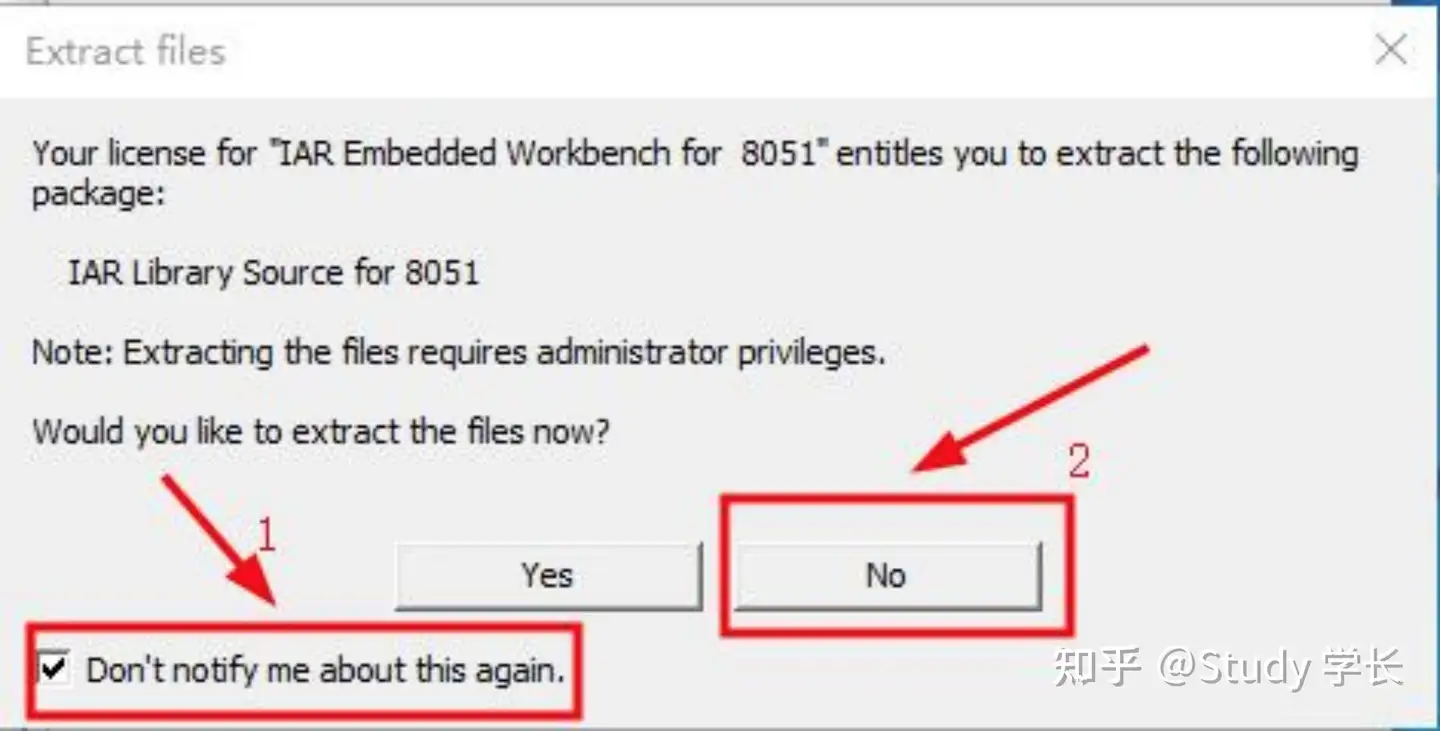 Extract files
Your license for "IAR Embedded Workbench for  8051" entitles you to extract the following
package:
IAR Library Source for 8051
Note: Extracting the files requires administrator privileges.
Would you like to extract the files now?
2
1
Yes
No
Don't notify me about this again.
知乎 @Study 学长